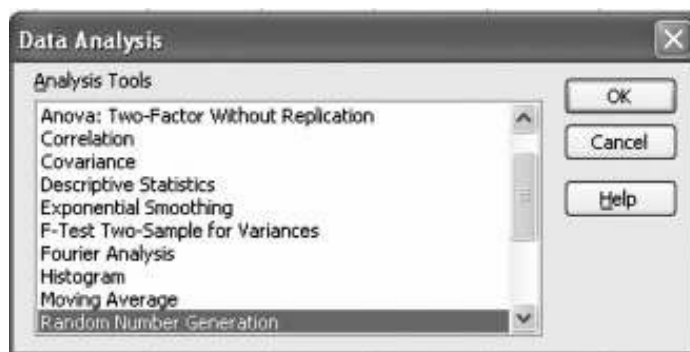 Data Analysis
Analysis Tools
Anova: Two-Factor Without Replication
Correlation
Covariance
Descriptive Statistics
Exponential Smoothing
F-Test Two-Sample for Variances
Fourier Analysis
Histogram
Moving Average
Random Number Generation
OK
Cancel
Help